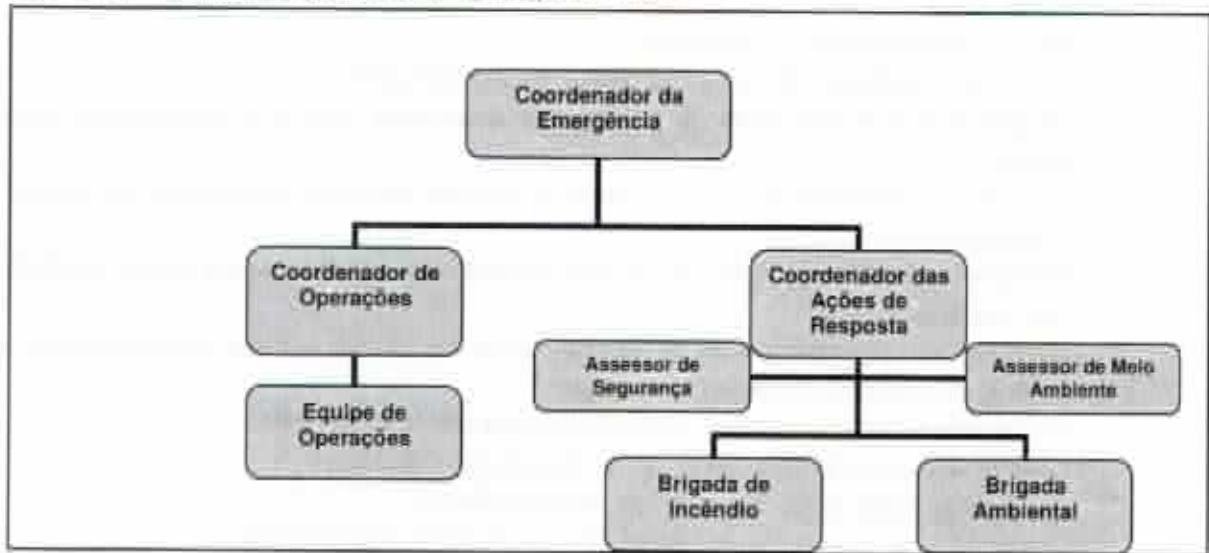 Coordenador da
Emergência
Coordenador de
Operações
Coordenador das
Ações de
Resposta
Assessor de
Segurança
Assessor de Meio
Ambiente
Equipe de
Operações
Brigada de
Incêndio
Brigada
Ambiental